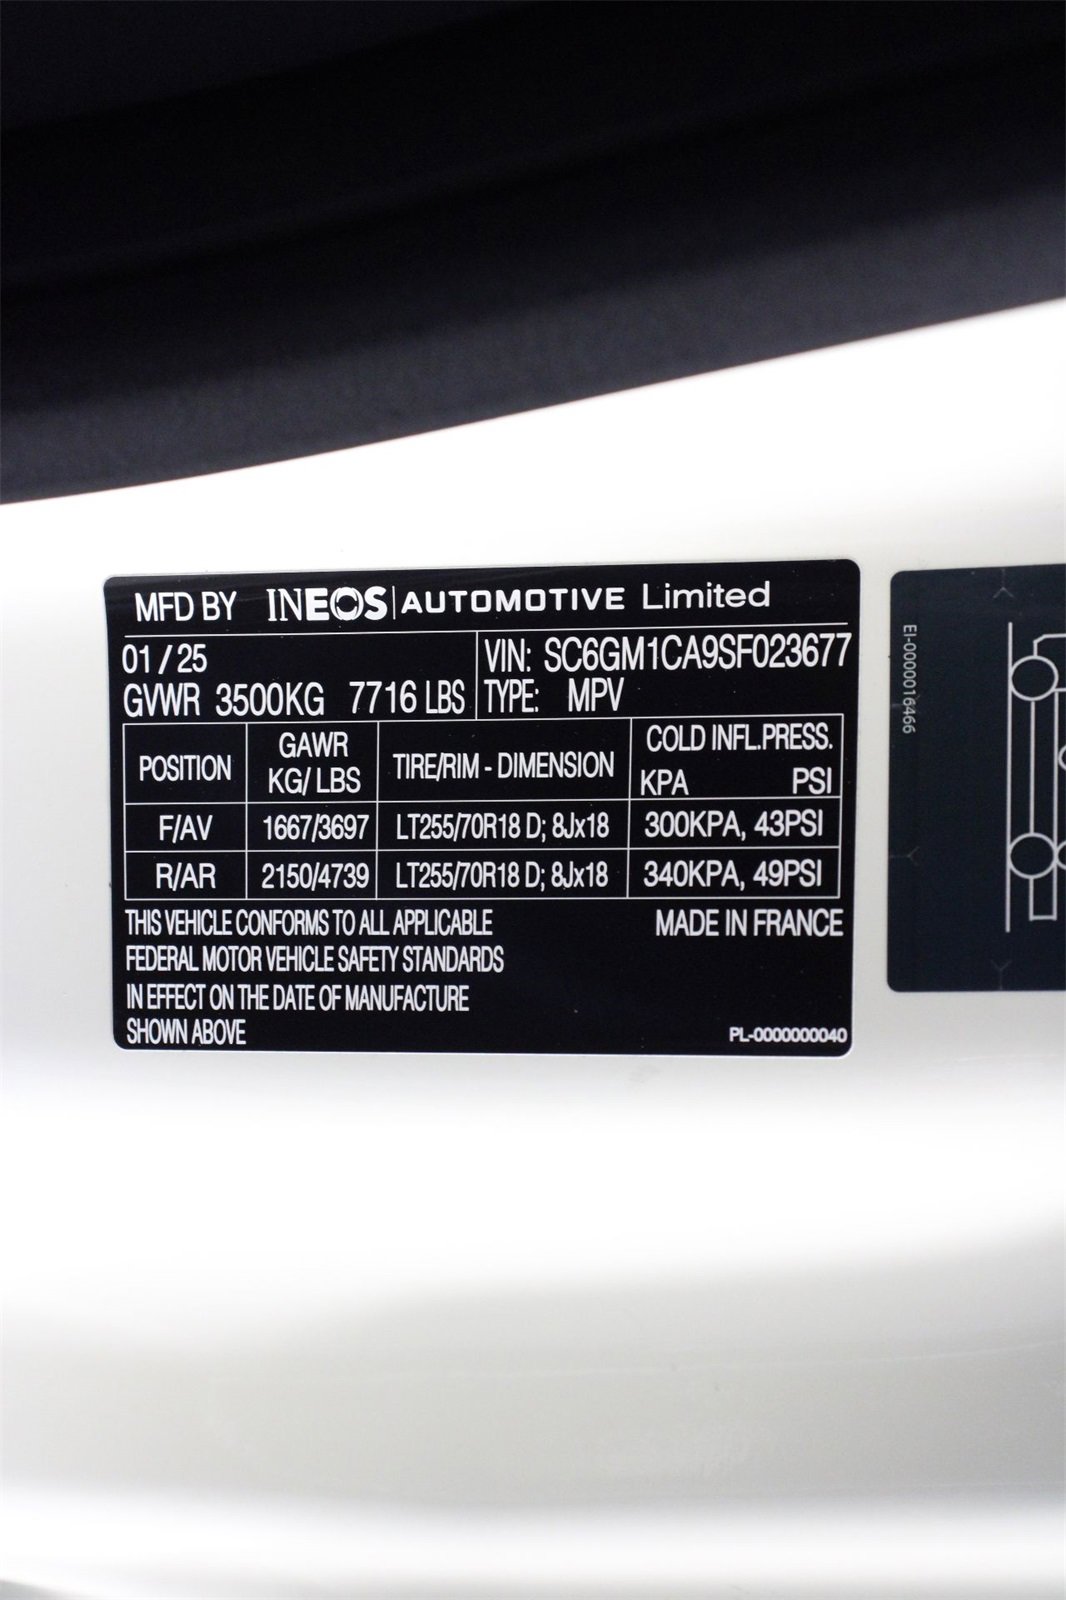 MFD BY INEOS AUTOMOTIVE Limited
01 / 25
GVWR 3500KG 7716 LBS
VIN: SC6GM1CA9SF023677
TYPE: MPV
POSITION GAWR KG/ LBS TIRE/RIM - DIMENSION COLD INFL.PRESS. KPA PSI
F/AV 1667/3697 LT255/70R18 D; 8Jx18 300KPA, 43PSI
R/AR 2150/4739 LT255/70R18 D; 8Jx18 340KPA, 49PSI
THIS VEHICLE CONFORMS TO ALL APPLICABLE
FEDERAL MOTOR VEHICLE SAFETY STANDARDS
IN EFFECT ON THE DATE OF MANUFACTURE
SHOWN ABOVE
MADE IN FRANCE
PL-0000000040
EI-0000016466